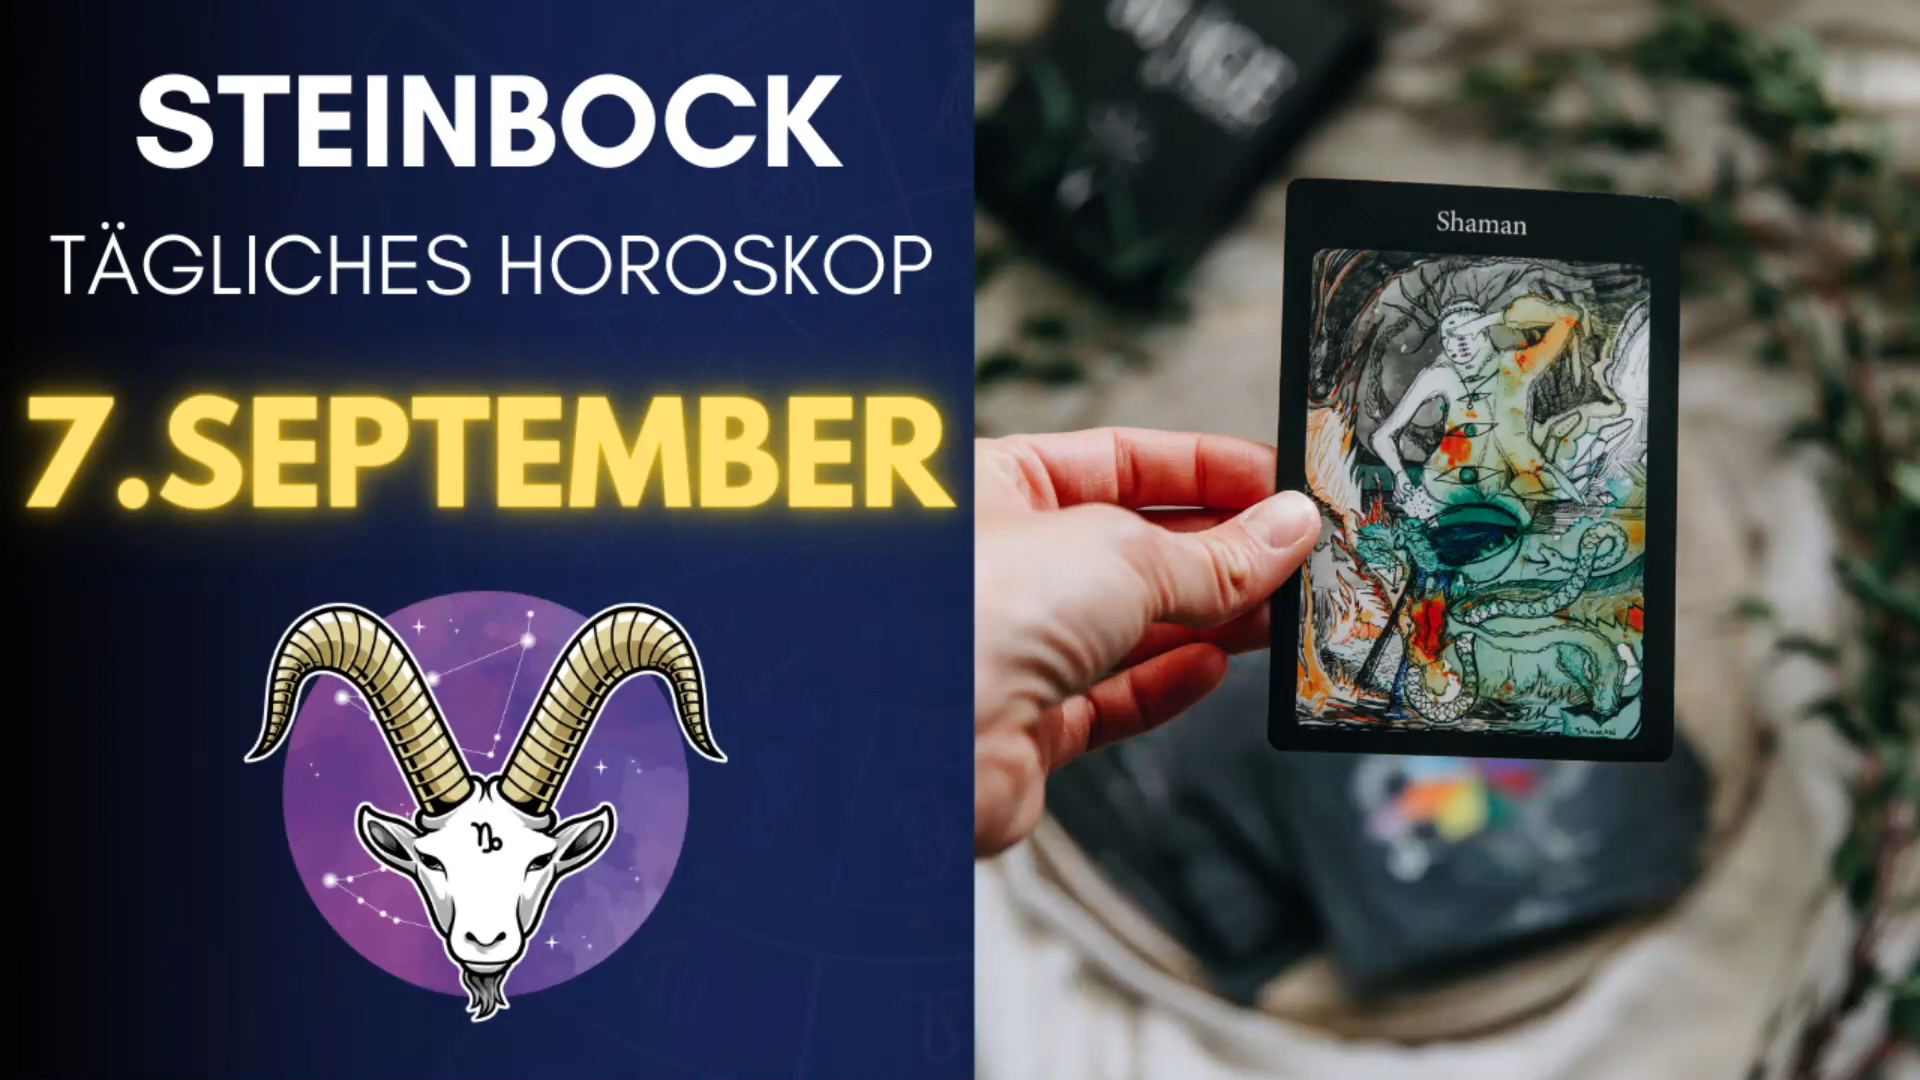 STEINBOCK
TÄGLICHES HOROSKOP
7.SEPTEMBER
♑
Shaman